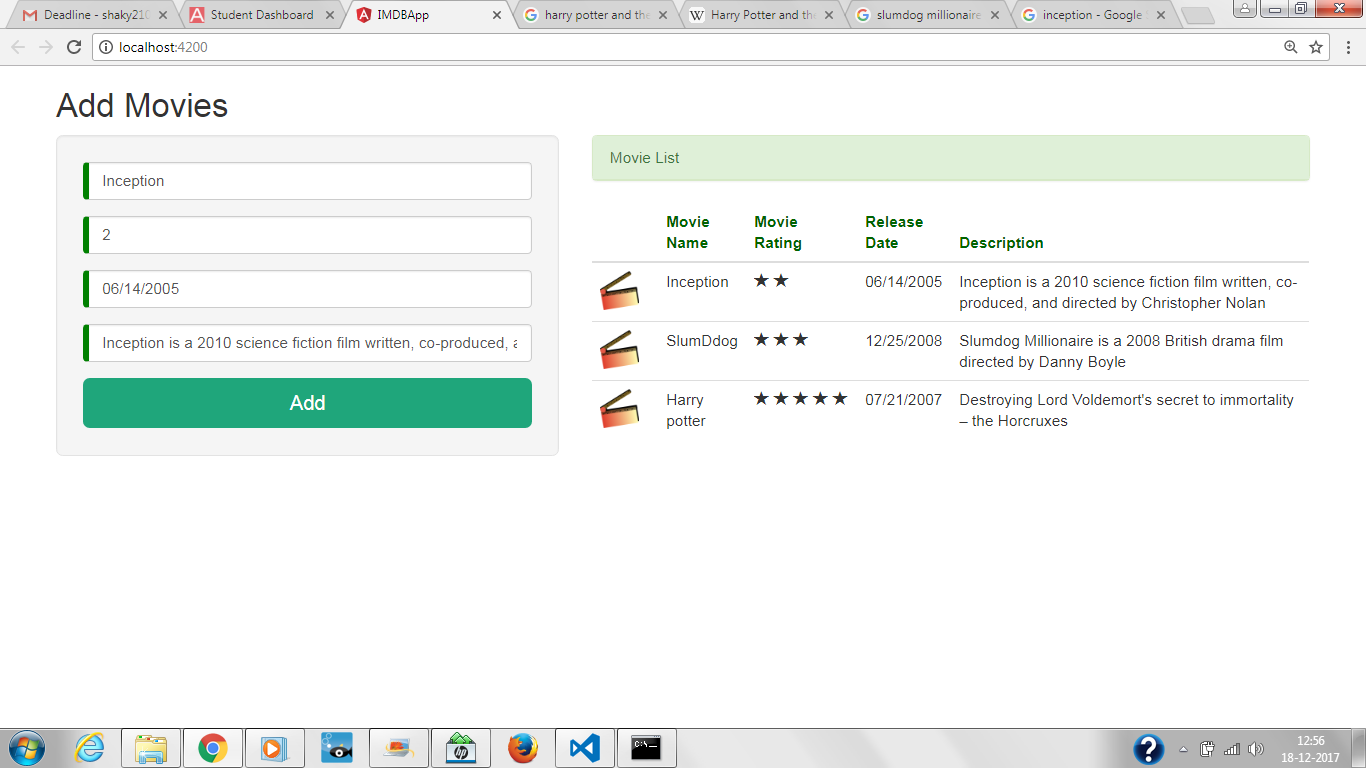 Deadline - shaky210
Student Dashboard
IMDBApp
harry potter and the
Harry Potter and the
slumdog millionaire
inception - Google
localhost:4200
Add Movies
Inception
2
06/14/2005
Inception is a 2010 science fiction film written, co-produced, a
Add
Movie List
Movie Name
Movie Rating
Release Date
Description
Inception
★ ★
06/14/2005
Inception is a 2010 science fiction film written, co-
produced, and directed by Christopher Nolan
SlumDdog
★ ★ ★
12/25/2008
Slumdog Millionaire is a 2008 British drama film
directed by Danny Boyle
Harry
potter
★ ★ ★ ★ ★
07/21/2007
Destroying Lord Voldemort's secret to immortality
– the Horcruxes
hp
C:\_
?
12:56
18-12-2017